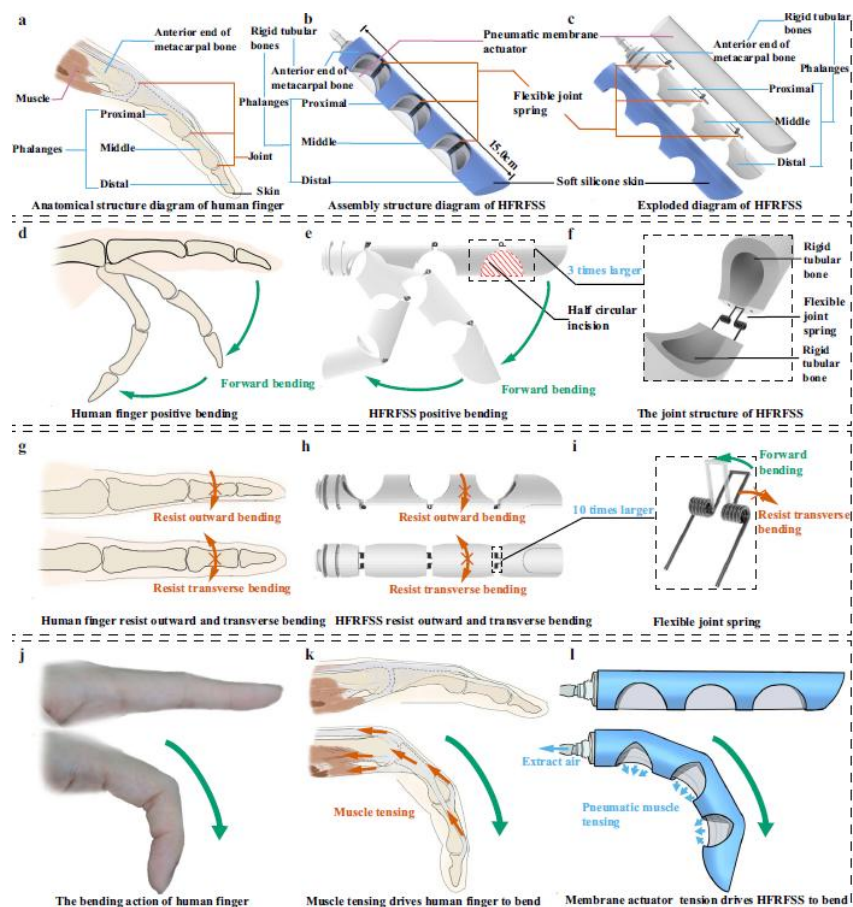 a
Anterior end of
metacarpal bone
Muscle
Proximal
Phalanges
Middle
Distal
Joint
Skin
Anatomical structure diagram of human finger
b
Rigid
tubular
bones
Pneumatic membrane
actuator
Anterior end of
metacarpal bone
Phalanges
Proximal
Middle
Distal
Flexible joint
spring
15.0cm
Soft silicone skin
Assembly structure diagram of HFRFSS
c
Rigid tubular
bones
Anterior end of
metacarpal bone
Phalanges
Proximal
Middle
Distal
Exploded diagram of HFRFSS
d
Forward bending
Human finger positive bending
e
3 times larger
Half circular
incision
Forward bending
HFRFSS positive bending
f
Rigid
tubular
bone
Flexible
joint
spring
Rigid
tubular
bone
The joint structure of HFRFSS
g
Resist outward bending
Resist transverse bending
Human finger resist outward and transverse bending
h
Resist outward bending
10 times larger
Resist transverse bending
HFRFSS resist outward and transverse bending
i
Forward
bending
Resist transverse
bending
Flexible joint spring
j
The bending action of human finger
k
Muscle tensing
Muscle tensing drives human finger to bend
l
Extract air
Pneumatic muscle
tensing
Membrane actuator tension drives HFRFSS to bend